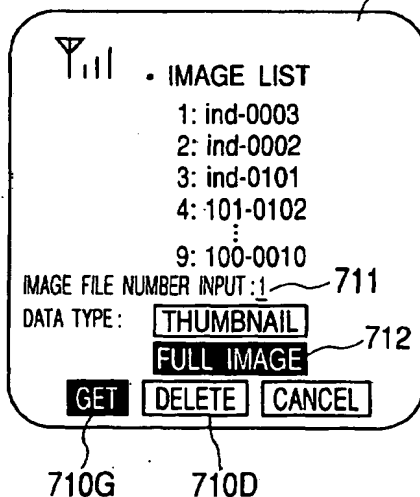 · IMAGE LIST
1: ind-0003
2: ind-0002
3: ind-0101
4: 101-0102
⋮
9: 100-0010
IMAGE FILE NUMBER INPUT :1 711
DATA TYPE : THUMBNAIL
FULL IMAGE 712
GET DELETE CANCEL
710G 710D